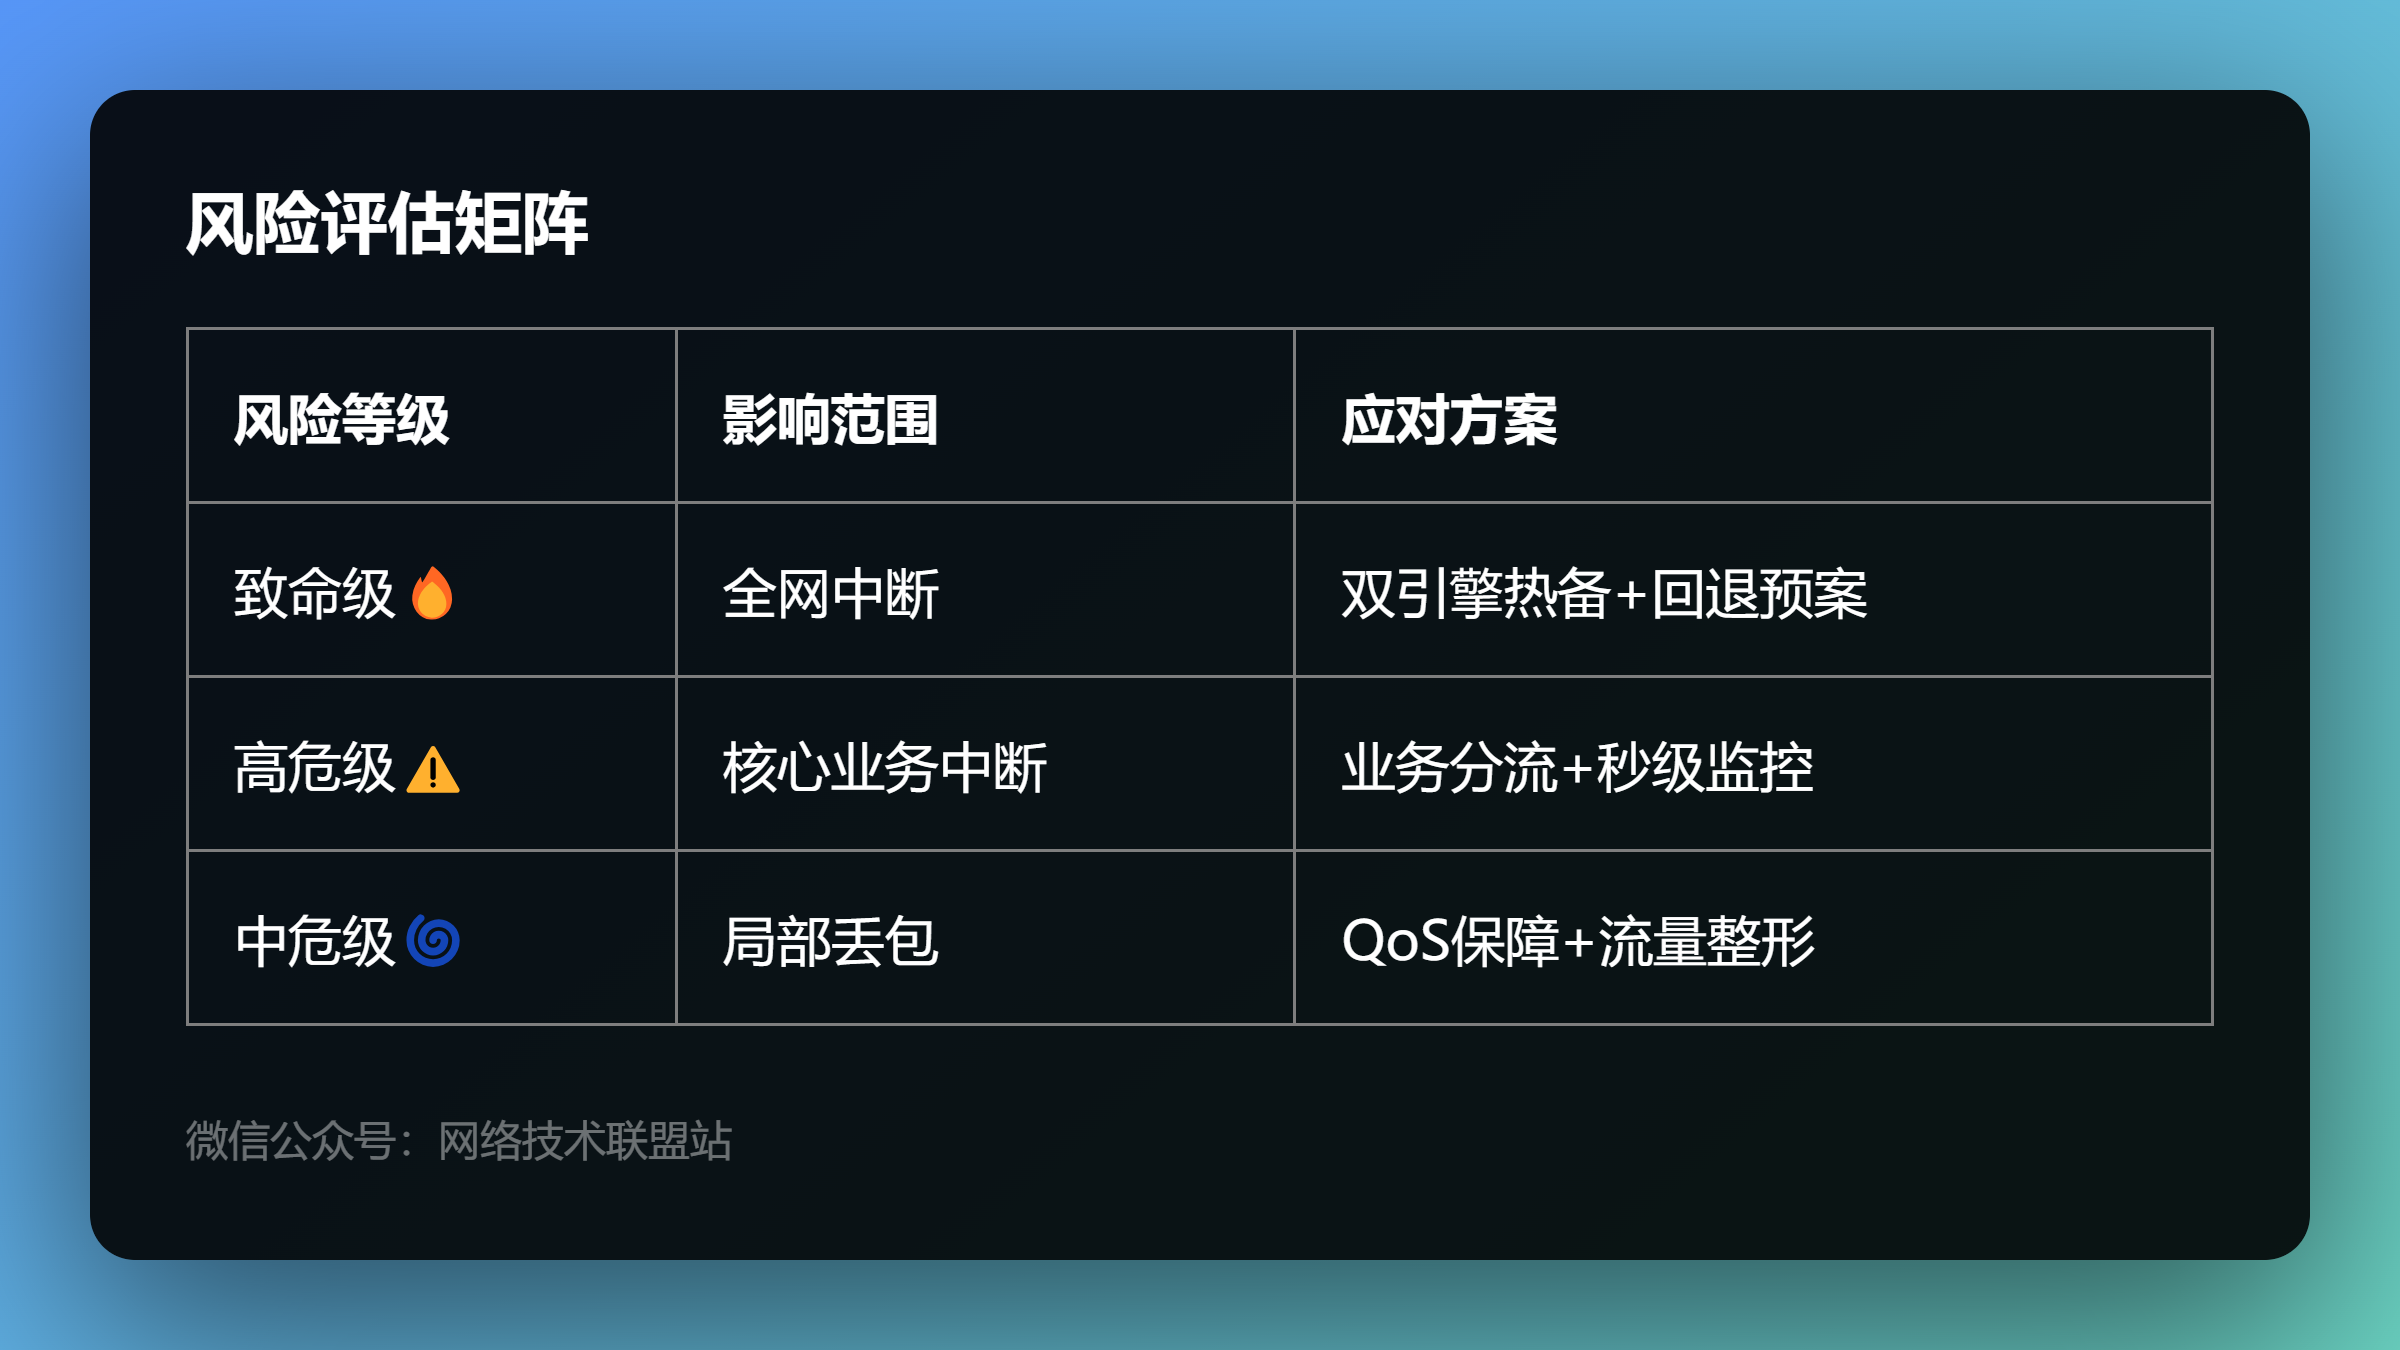 风险评估矩阵
风险等级 影响范围 应对方案
致命级🔥 全网中断 双引擎热备+回退预案
高危级⚠️ 核心业务中断 业务分流+秒级监控
中危级🌀 局部丢包 QoS保障+流量整形
微信公众号：网络技术联盟站